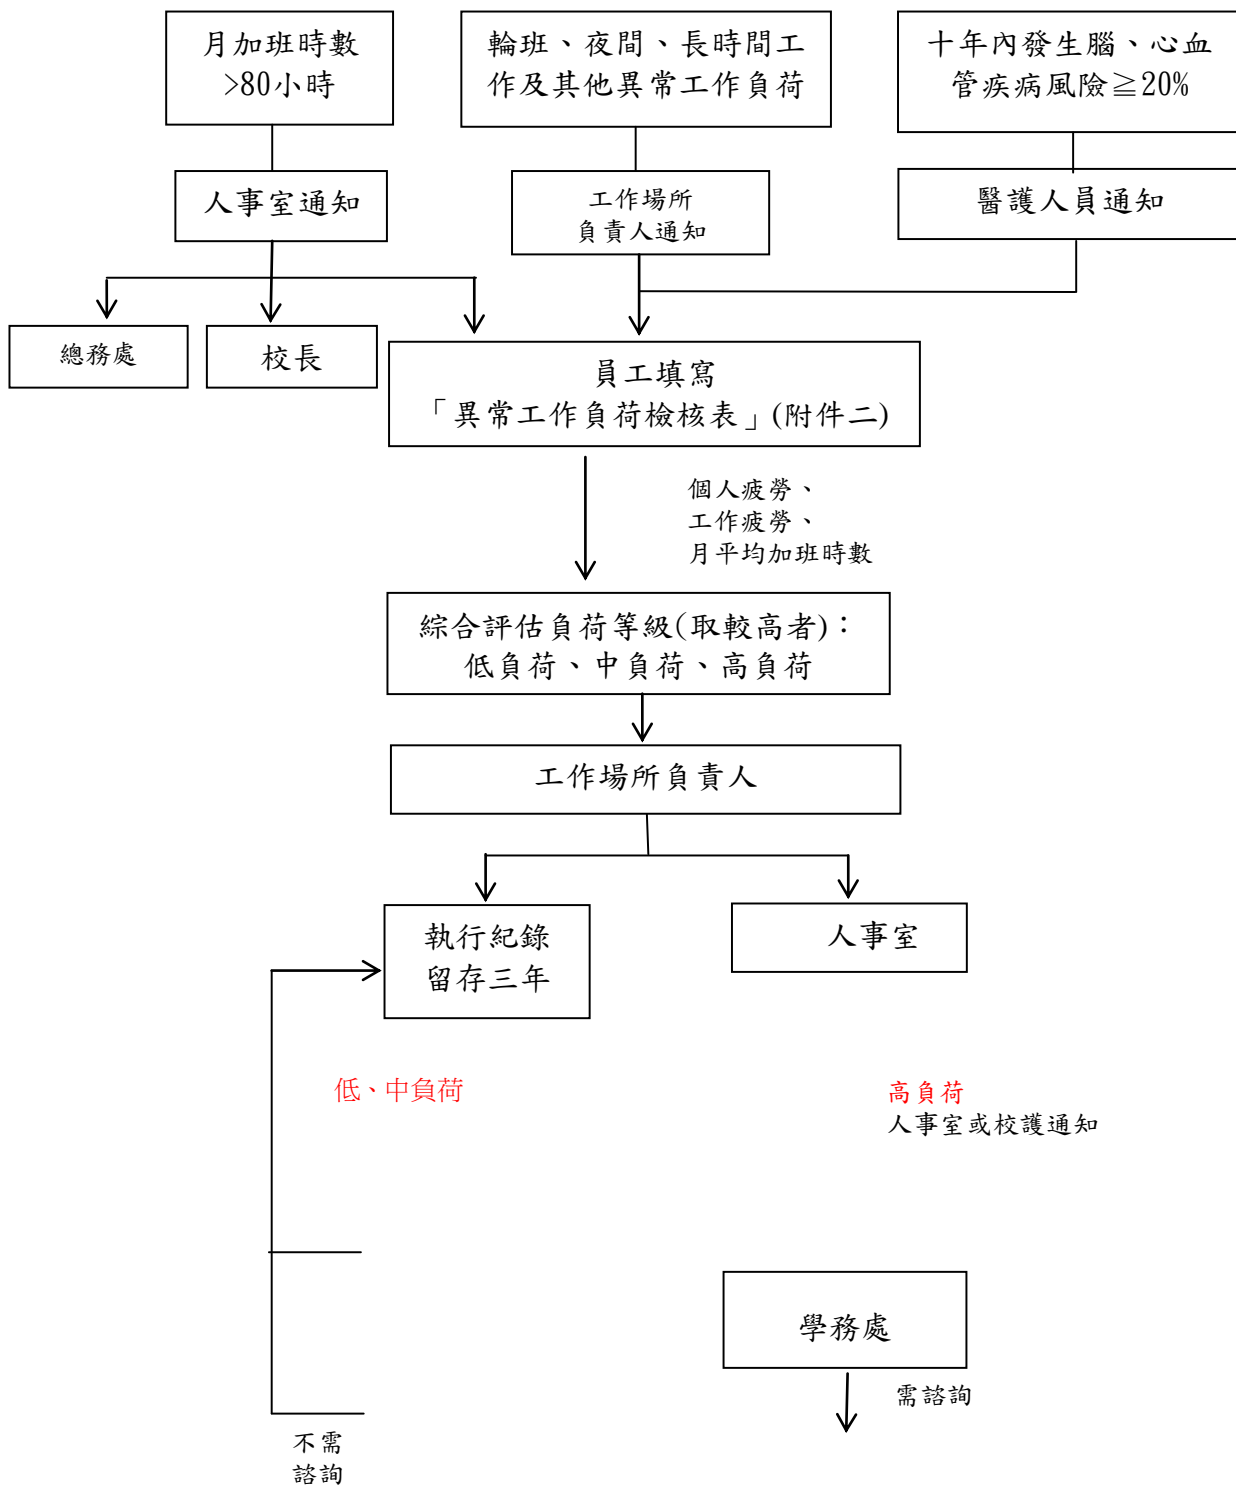 月加班時數
>80小時
輪班、夜間、長時間工
作及其他異常工作負荷
十年內發生腦、心血
管疾病風險≧20%
人事室通知
工作場所
負責人通知
醫護人員通知
總務處
校長
員工填寫
「異常工作負荷檢核表」(附件二)
個人疲勞、
工作疲勞、
月平均加班時數
綜合評估負荷等級(取較高者)：
低負荷、中負荷、高負荷
工作場所負責人
執行紀錄
留存三年
人事室
低、中負荷
高負荷
人事室或校護通知
學務處
需諮詢
不需
諮詢